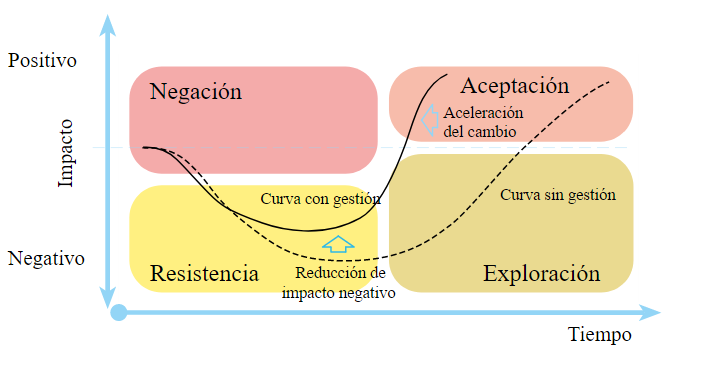 Positivo
Negación
Aceptación
Aceleración
del cambio
Impacto
Curva con gestión
Curva sin gestión
Negativo
Resistencia
Reducción de
impacto negativo
Exploración
Tiempo